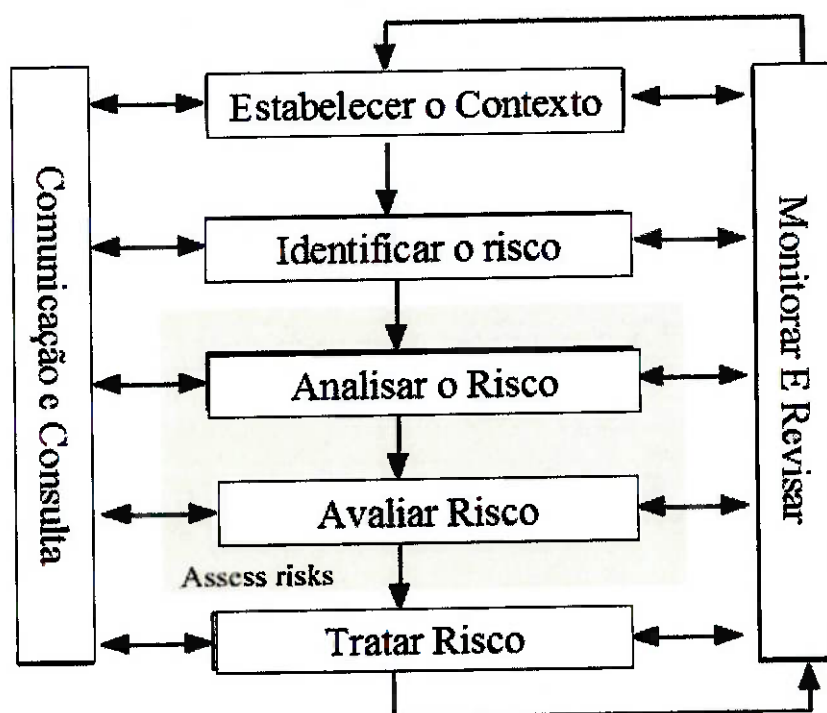 Estabelecer o Contexto
Comunicação e Consulta
Monitorar E Revisar
Identificar o risco
Analisar o Risco
Avaliar Risco
Assess risks
Tratar Risco